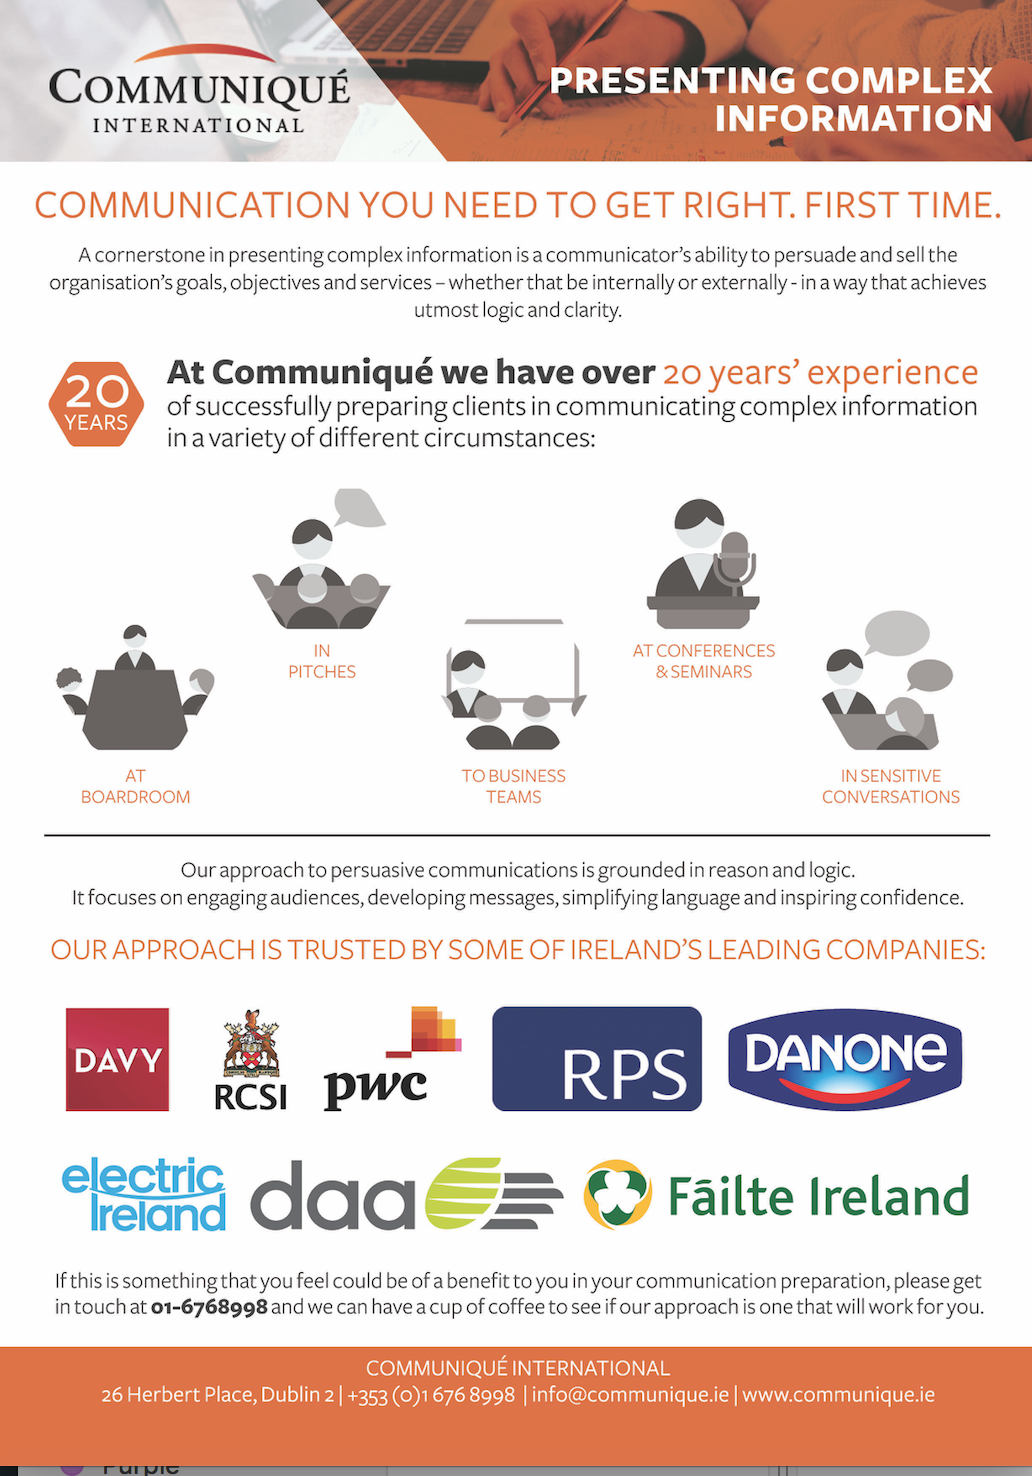 COMMUNIQUÉ
INTERNATIONAL
PRESENTING COMPLEX
INFORMATION
COMMUNICATION YOU NEED TO GET RIGHT. FIRST TIME.
A cornerstone in presenting complex information is a communicator's ability to persuade and sell the
organisation's goals, objectives and services – whether that be internally or externally - in a way that achieves
utmost logic and clarity.
20
YEARS
At Communiqué we have over 20 years' experience
of successfully preparing clients in communicating complex information
in a variety of different circumstances:
IN
PITCHES
AT CONFERENCES
& SEMINARS
AT
BOARDROOM
TO BUSINESS
TEAMS
IN SENSITIVE
CONVERSATIONS
Our approach to persuasive communications is grounded in reason and logic.
It focuses on engaging audiences, developing messages, simplifying language and inspiring confidence.
OUR APPROACH IS TRUSTED BY SOME OF IRELAND'S LEADING COMPANIES:
DAVY
RCSI
pwc
RPS
DANONE
electric
Ireland
daa
Fáilte Ireland
If this is something that you feel could be of a benefit to you in your communication preparation, please get
in touch at 01-6768998 and we can have a cup of coffee to see if our approach is one that will work for you.
COMMUNIQUÉ INTERNATIONAL
26 Herbert Place, Dublin 2 | +353 (0)1 676 8998 | info@communique.ie | www.communique.ie
Purple